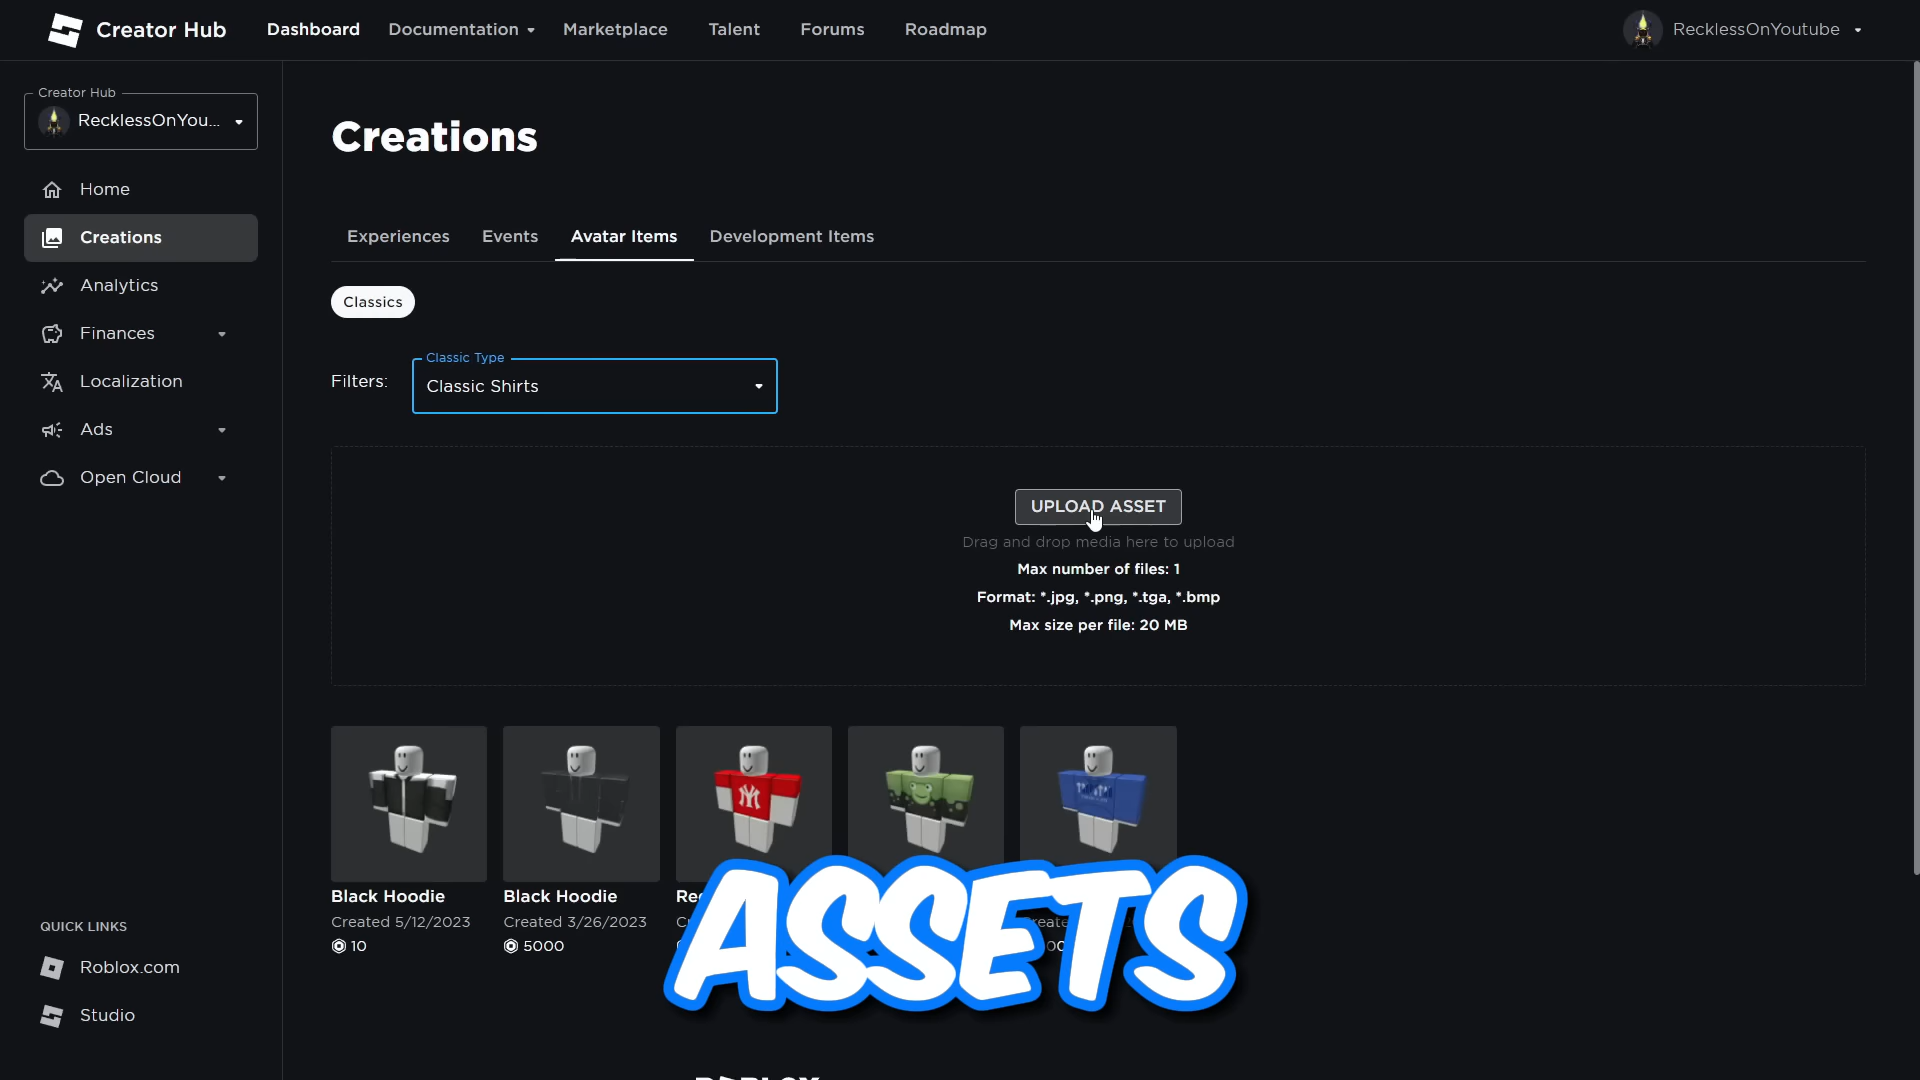 Creator Hub
Dashboard
Documentation
Marketplace
Talent
Forums
Roadmap
RecklessOnYoutube
Creator Hub
RecklessOnYou...
Home
Creations
Analytics
Finances
Localization
Ads
Open Cloud
QUICK LINKS
Roblox.com
Studio
Creations
Experiences
Events
Avatar Items
Development Items
Classics
Filters:
Classic Type
Classic Shirts
UPLOAD ASSET
Drag and drop media here to upload
Max number of files: 1
Format: *.jpg, *.png, *.tga, *.bmp
Max size per file: 20 MB
Black Hoodie
Created 5/12/2023
10
Black Hoodie
Created 3/26/2023
5000
ASSETS